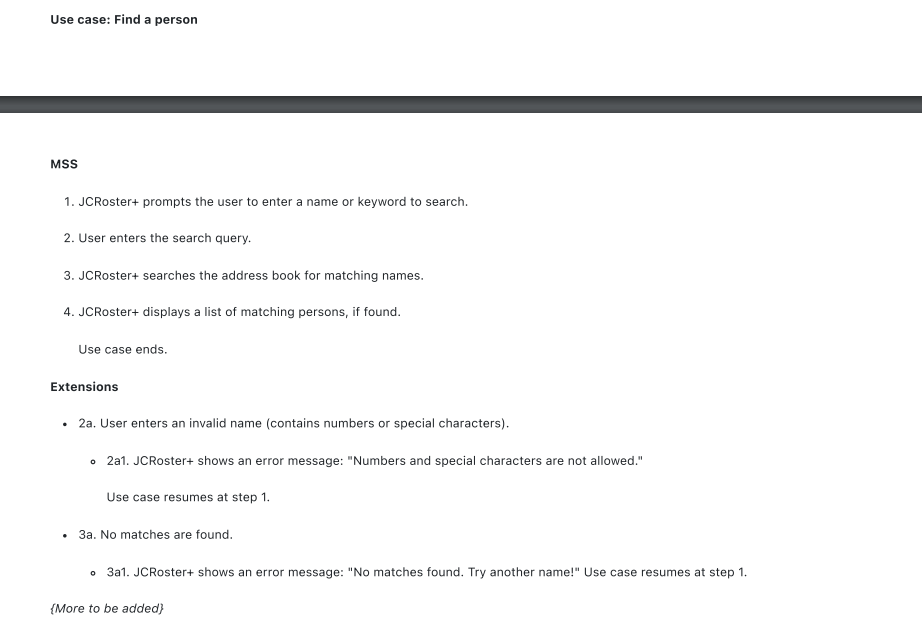 Use case: Find a person
MSS
1. JCRoster+ prompts the user to enter a name or keyword to search.
2. User enters the search query.
3. JCRoster+ searches the address book for matching names.
4. JCRoster+ displays a list of matching persons, if found.
Use case ends.
Extensions
• 2a. User enters an invalid name (contains numbers or special characters).
◦ 2a1. JCRoster+ shows an error message: "Numbers and special characters are not allowed."
Use case resumes at step 1.
• 3a. No matches are found.
◦ 3a1. JCRoster+ shows an error message: "No matches found. Try another name!" Use case resumes at step 1.
{More to be added}